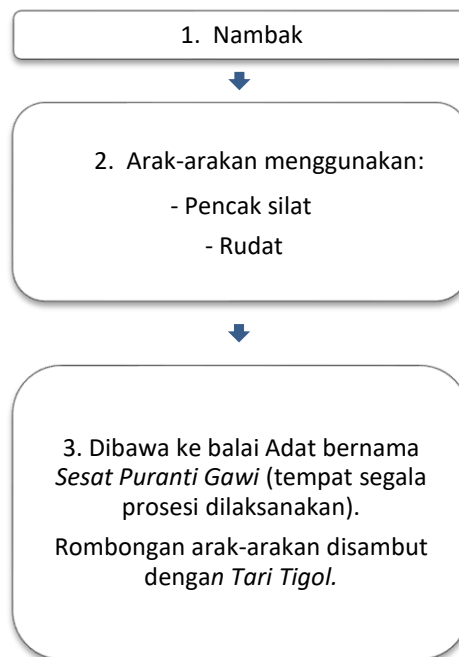 1. Nambak
2. Arak-arakan menggunakan:
- Pencak silat
- Rudat
3. Dibawa ke balai Adat bernama
Sesat Puranti Gawi (tempat segala
prosesi dilaksanakan).
Rombongan arak-arakan disambut
dengan Tari Tigol.